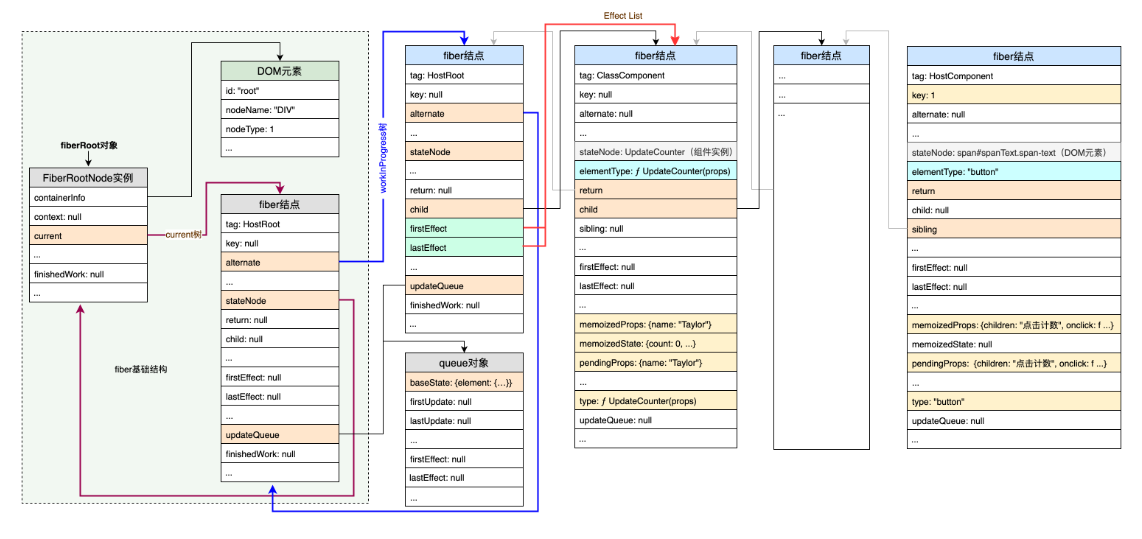 Effect List
fiberRoot对象
FiberRootNode实例
containerInfo
context: null
current
...
finishedWork: null
...
fiber基础结构
DOM元素
id: "root"
nodeName: "DIV"
nodeType: 1
...
current树
fiber结点
tag: HostRoot
key: null
alternate
...
stateNode
return: null
child: null
...
firstEffect: null
lastEffect: null
...
updateQueue
finishedWork: null
...
workInProgress树
fiber结点
tag: HostRoot
key: null
alternate
...
stateNode
...
return: null
child
firstEffect
lastEffect
...
updateQueue
finishedWork: null
...
queue对象
baseState: {element: {...}}
firstUpdate: null
lastUpdate: null
...
firstEffect: null
lastEffect: null
...
fiber结点
tag: ClassComponent
key: null
alternate: null
...
stateNode: UpdateCounter（组件实例）
elementType: ƒ UpdateCounter(props)
return
child
sibling: null
...
firstEffect: null
lastEffect: null
...
memoizedProps: {name: "Taylor"}
memoizedState: {count: 0, ...}
pendingProps: {name: "Taylor"}
...
type: ƒ UpdateCounter(props)
updateQueue: null
...
fiber结点
...
...
...
fiber结点
tag: HostComponent
key: 1
alternate: null
...
stateNode: span#spanText.span-text（DOM元素）
elementType: "button"
return
child: null
sibling
...
firstEffect: null
lastEffect: null
...
memoizedProps: {children: "点击计数", onclick: f ...}
memoizedState: null
pendingProps: {children: "点击计数", onclick: f ...}
...
type: "button"
updateQueue: null
...